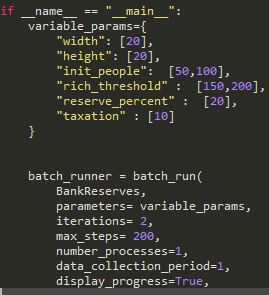 if __name__ == "__main__":
variable_params={
"width": [20],
"height": [20],
"init_people":  [50,100],
"rich_threshold" :  [150,200],
"reserve_percent" :  [20],
"taxation" : [10]
}
batch_runner = batch_run(
BankReserves,
parameters= variable_params,
iterations= 2,
max_steps= 200,
number_processes=1,
data_collection_period=1,
display_progress=True,